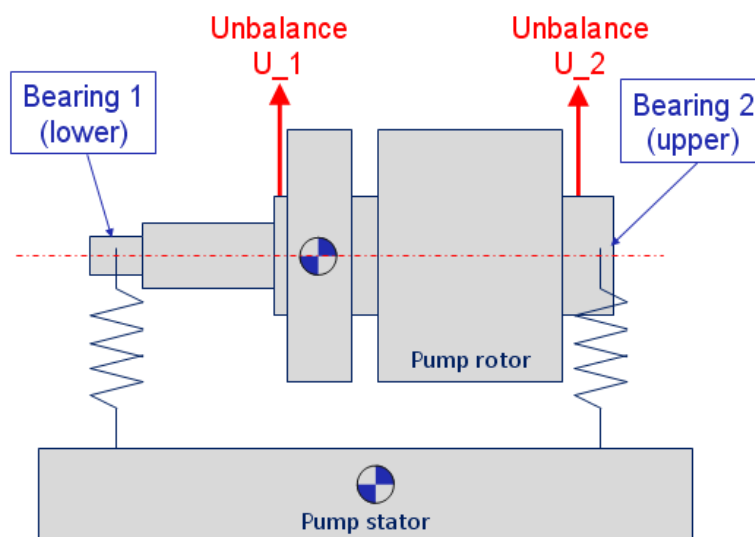 Unbalance
U_1
Unbalance
U_2
Bearing 1
(lower)
Bearing 2
(upper)
Pump rotor
Pump stator